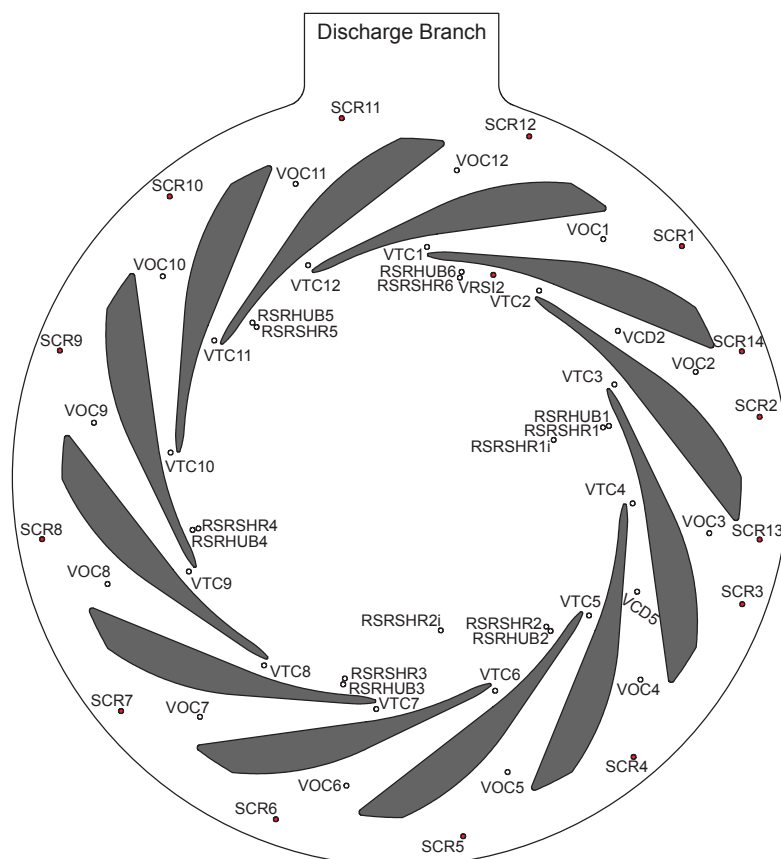 Discharge Branch
SCR11
SCR12
VOC11
VOC12
SCR10
VOC1
SCR1
VTC1
VOC10
VTC12
RSRHUB6
RSRSHR6
VRSI2
VTC2
RSRHUB5
RSRSHR5
VCD2
SCR9
VTC11
SCR14
VOC2
VTC3
SCR2
VOC9
RSRHUB1
RSRSHR1
RSRSHR1i
VTC10
VTC4
SCR8
RSRSHR4
RSRHUB4
VOC3
SCR13
VOC8
VTC9
SCR3
VCD5
VTC5
RSRSHR2i
RSRSHR2
RSRHUB2
VTC8
RSRSHR3
RSRHUB3
VTC6
VOC4
SCR7
VOC7
VTC7
SCR4
VOC6
VOC5
SCR6
SCR5